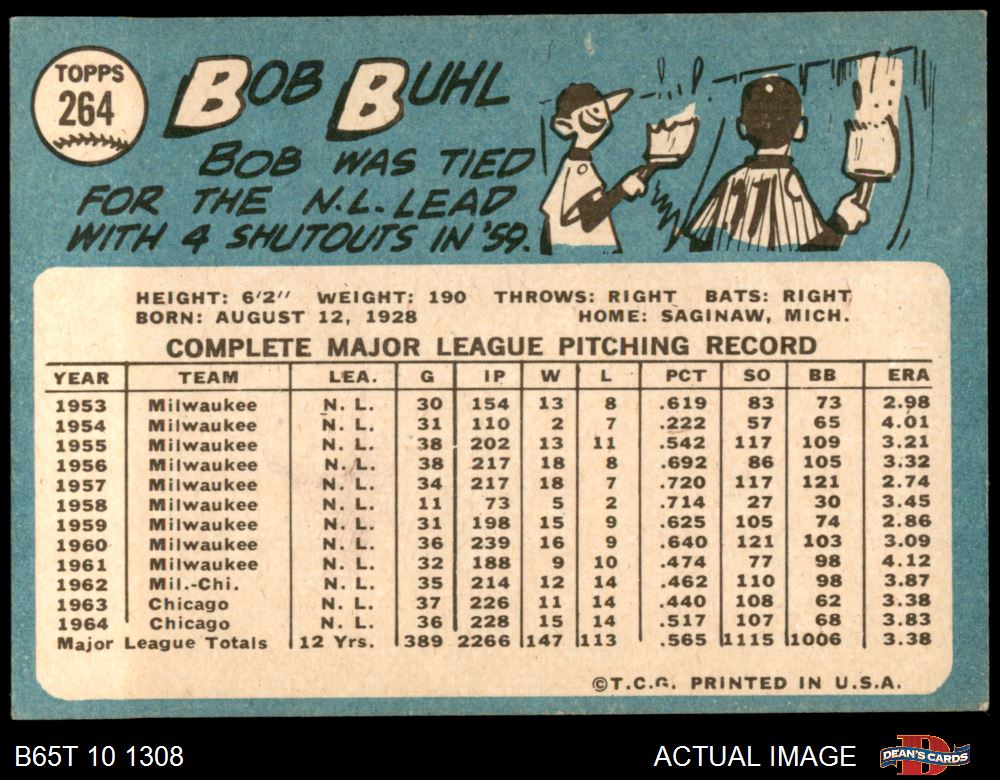 TOPPS
264
BOB BUHL
BOB WAS TIED
FOR THE N.L. LEAD
WITH 4 SHUTOUTS IN '59.
HEIGHT: 6'2" WEIGHT: 190 THROWS: RIGHT BATS: RIGHT
BORN: AUGUST 12, 1928 HOME: SAGINAW, MICH.
COMPLETE MAJOR LEAGUE PITCHING RECORD
YEAR TEAM LEA. G IP W L PCT SO BB ERA
1953 Milwaukee N. L. 30 154 13 8 .619 83 73 2.98
1954 Milwaukee N. L. 31 110 2 7 .222 57 65 4.01
1955 Milwaukee N. L. 38 202 13 11 .542 117 109 3.21
1956 Milwaukee N. L. 38 217 18 8 .692 86 105 3.32
1957 Milwaukee N. L. 34 217 18 7 .720 117 121 2.74
1958 Milwaukee N. L. 11 73 5 2 .714 27 30 3.45
1959 Milwaukee N. L. 31 198 15 9 .625 105 74 2.86
1960 Milwaukee N. L. 36 239 16 9 .640 121 103 3.09
1961 Milwaukee N. L. 32 188 9 10 .474 77 98 4.12
1962 Mil.-Chi. N. L. 35 214 12 14 .462 110 98 3.87
1963 Chicago N. L. 37 226 11 14 .440 108 62 3.38
1964 Chicago N. L. 36 228 15 14 .517 107 68 3.83
Major League Totals 12 Yrs. 389 2266 147 113 .565 1115 1006 3.38
©T.C.G. PRINTED IN U.S.A.
B65T 10 1308 ACTUAL IMAGE DEAN'S CARDS